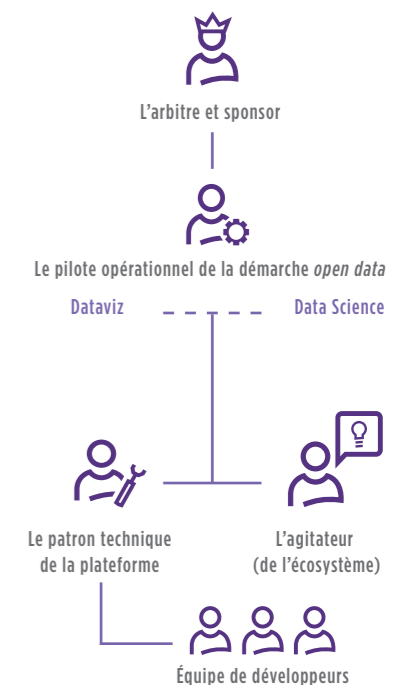 L'arbitre et sponsor
Le pilote opérationnel de la démarche open data
Dataviz
Data Science
Le patron technique
de la plateforme
L'agitateur
(de l'écosystème)
Équipe de développeurs